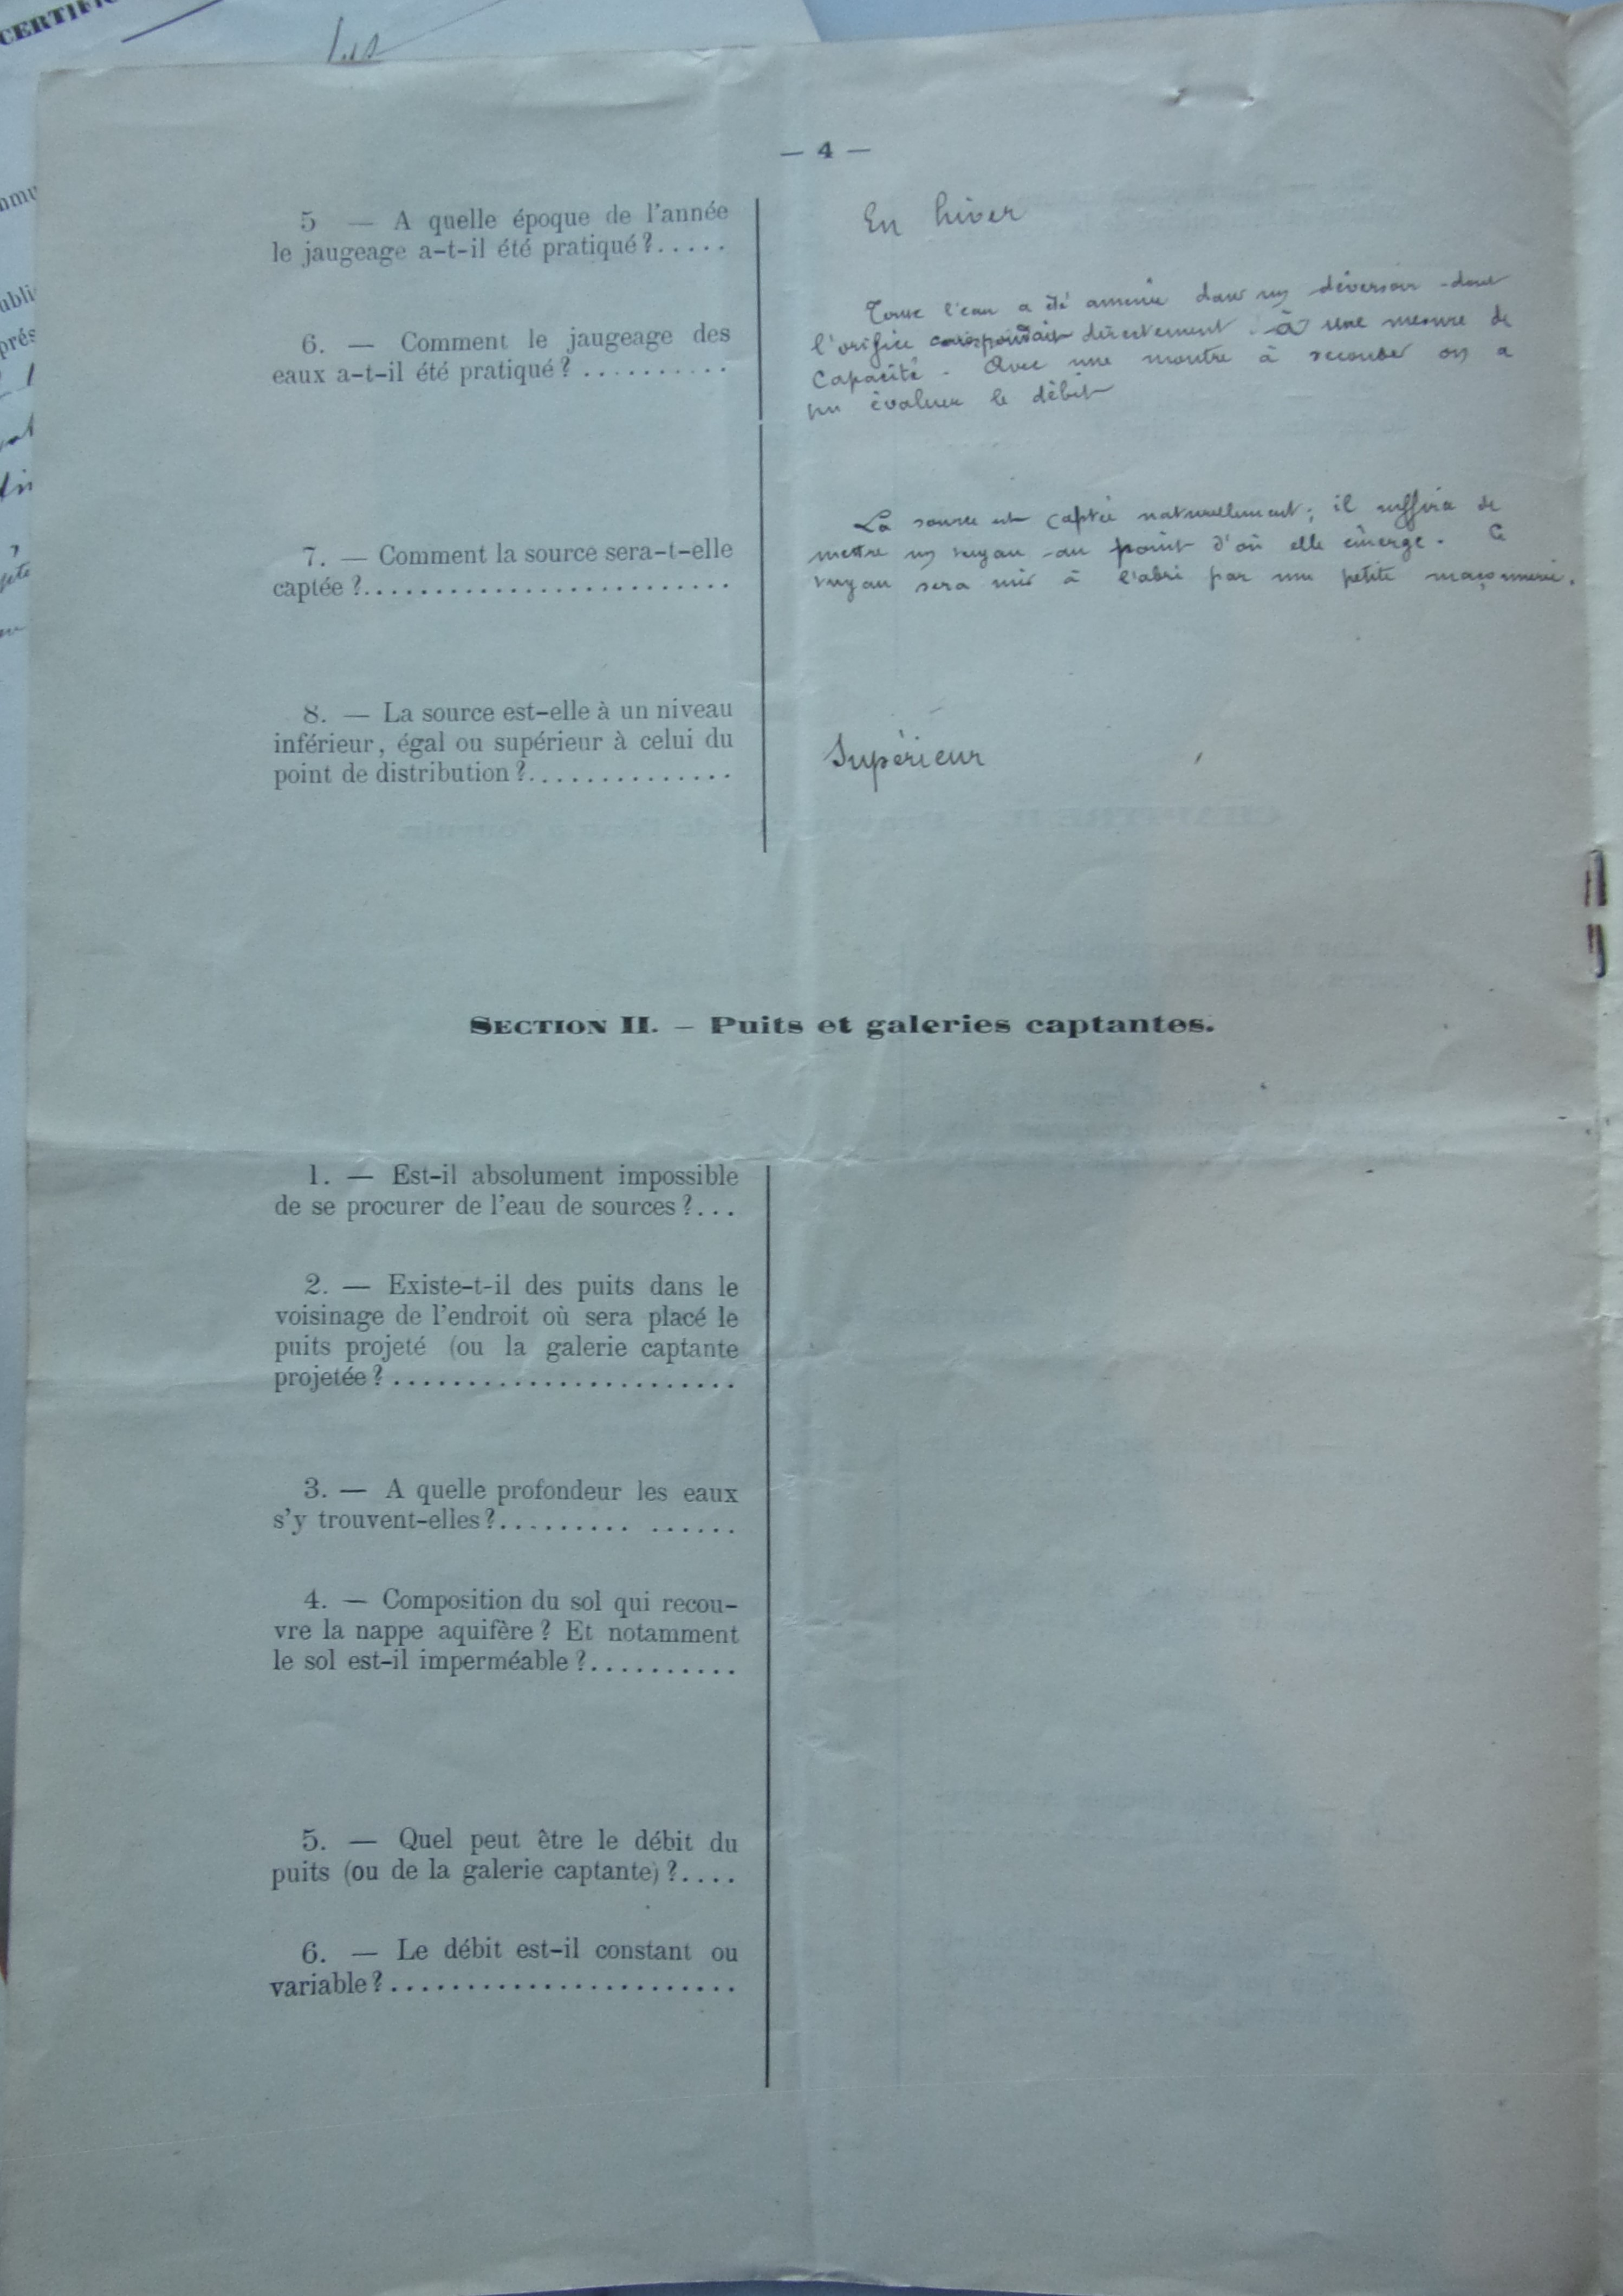 CERTIFI
— 4 —
5 — A quelle époque de l'année
le jaugeage a-t-il été pratiqué ?.....
En hiver
6. — Comment le jaugeage des
eaux a-t-il été pratiqué ? ..........
Toute l'eau a été amenée dans un déversoir dont
l'orifice correspondait directement à une mesure de
capacité. Avec une montre à seconde on a
pu évaluer le débit
7. — Comment la source sera-t-elle
captée ?........................
La source est captée naturellement ; il suffira de
mettre un tuyau au point d'où elle émerge. Ce
tuyau sera mis à l'abri par une petite maçonnerie.
8. — La source est-elle à un niveau
inférieur, égal ou supérieur à celui du
point de distribution ?..............
Supérieur
SECTION II. — Puits et galeries captantes.
1. — Est-il absolument impossible
de se procurer de l'eau de sources ?...
2. — Existe-t-il des puits dans le
voisinage de l'endroit où sera placé le
puits projeté (ou la galerie captante
projetée ? .......................
3. — A quelle profondeur les eaux
s'y trouvent-elles ?......... ......
4. — Composition du sol qui recou-
vre la nappe aquifère ? Et notamment
le sol est-il imperméable ?..........
5. — Quel peut être le débit du
puits (ou de la galerie captante) ?....
6. — Le débit est-il constant ou
variable ?.......................